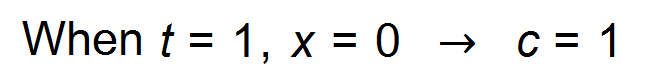 When t = 1, x = 0 → c = 1